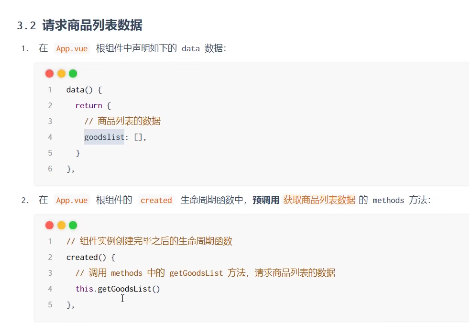 3.2 请求商品列表数据
1. 在 App.vue 根组件中声明如下的 data 数据：
1 data() {
2 return {
3 // 商品列表的数据
4 goodslist: [],
5 }
6 },
2. 在 App.vue 根组件的 created 生命周期函数中，预调用 获取商品列表数据 的 methods 方法：
1 // 组件实例创建完毕之后的生命周期函数
2 created() {
3 // 调用 methods 中的 getGoodsList 方法，请求商品列表的数据
4 this.getGoodsList()
5 },